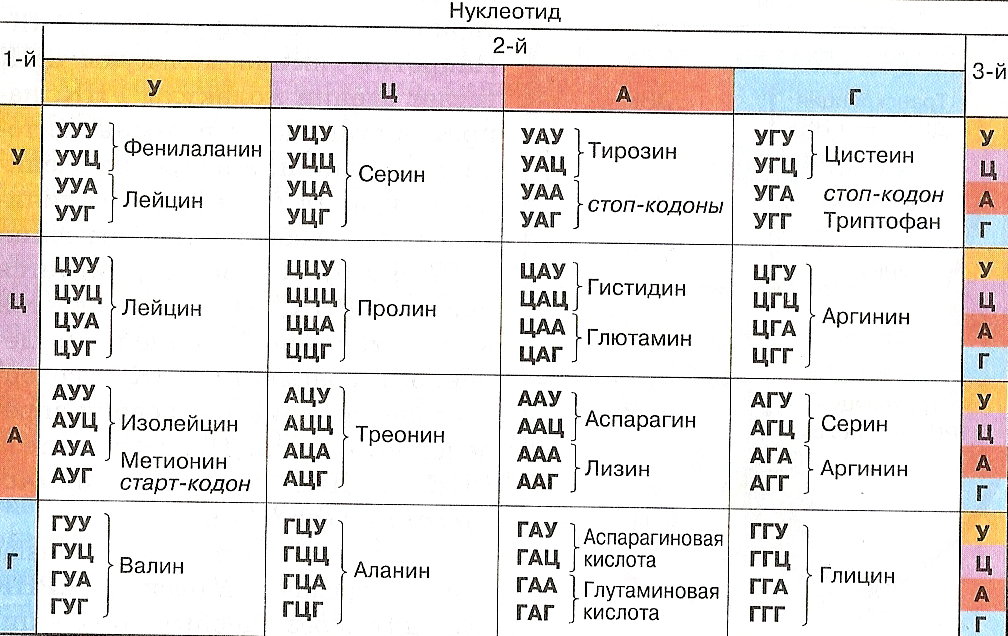 Нуклеотид
1-й 2-й 3-й
У Ц А Г
У
УУУ
УУЦ
Фенилаланин
УУА
УУГ
Лейцин
УЦУ
УЦЦ
УЦА
УЦГ
Серин
УАУ
УАЦ
Тирозин
УАА
УАГ
стоп-кодоны
УГУ
УГЦ
Цистеин
УГА стоп-кодон
УГГ Триптофан
У
Ц
А
Г
Ц
ЦУУ
ЦУЦ
ЦУА
ЦУГ
Лейцин
ЦЦУ
ЦЦЦ
ЦЦА
ЦЦГ
Пролин
ЦАУ
ЦАЦ
Гистидин
ЦАА
ЦАГ
Глютамин
ЦГУ
ЦГЦ
ЦГА
ЦГГ
Аргинин
У
Ц
А
Г
А
АУУ
АУЦ
АУА
Изолейцин
АУГ
Метионин
старт-кодон
АЦУ
АЦЦ
АЦА
АЦГ
Треонин
ААУ
ААЦ
Аспарагин
ААА
ААГ
Лизин
АГУ
АГЦ
Серин
АГА
АГГ
Аргинин
У
Ц
А
Г
Г
ГУУ
ГУЦ
ГУА
ГУГ
Валин
ГЦУ
ГЦЦ
ГЦА
ГЦГ
Аланин
ГАУ
ГАЦ
Аспарагиновая
кислота
ГАА
ГАГ
Глутаминовая
кислота
ГГУ
ГГЦ
ГГА
ГГГ
Глицин
У
Ц
А
Г